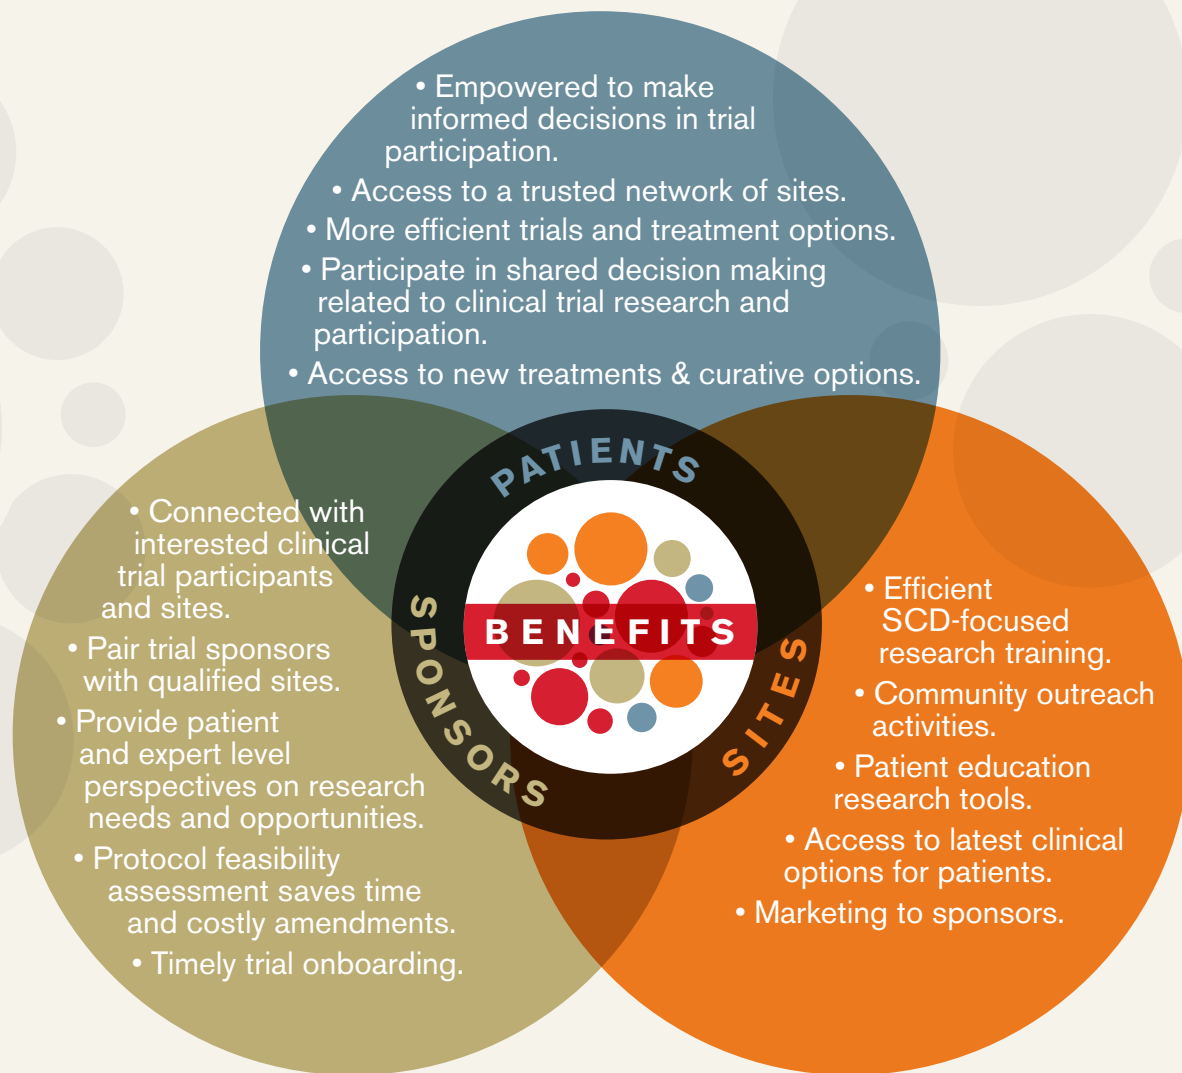 • Empowered to make
informed decisions in trial
participation.
• Access to a trusted network of sites.
• More efficient trials and treatment options.
• Participate in shared decision making
related to clinical trial research and
participation.
• Access to new treatments & curative options.
PATIENTS
SPONSORS
BENEFITS
SITES
• Connected with
interested clinical
trial participants
and sites.
• Pair trial sponsors
with qualified sites.
• Provide patient
and expert level
perspectives on research
needs and opportunities.
• Protocol feasibility
assessment saves time
and costly amendments.
• Timely trial onboarding.
• Efficient
SCD-focused
research training.
• Community outreach
activities.
• Patient education
research tools.
• Access to latest clinical
options for patients.
• Marketing to sponsors.